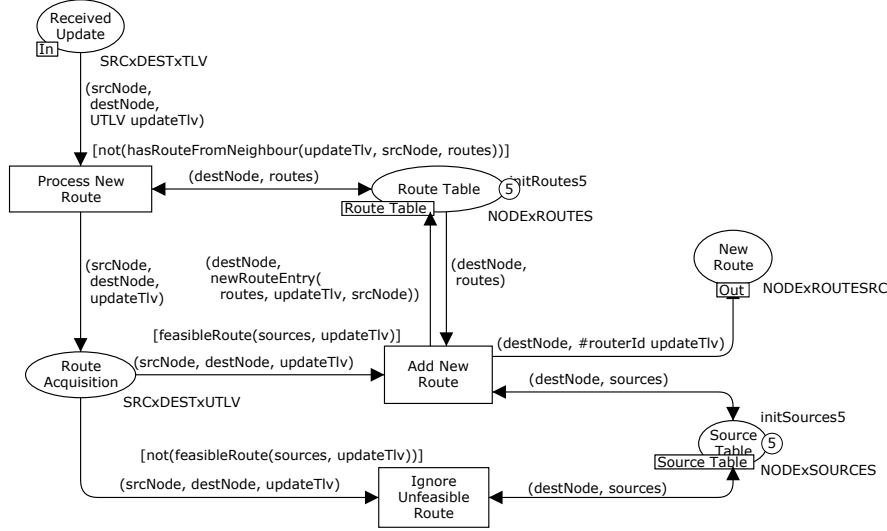 Received
Update
In
SRCxDESTxTLV
(srcNode,
destNode,
UTLV updateTlv)
[not(hasRouteFromNeighbour(updateTlv, srcNode, routes))]
Process New
Route
(destNode, routes)
Route Table
5
initRoutes5
Route Table
NODExROUTES
(srcNode,
destNode,
updateTlv)
(destNode,
newRouteEntry(
routes, updateTlv, srcNode))
(destNode,
routes)
New
Route
Out
NODExROUTESRC
[feasibleRoute(sources, updateTlv)]
(destNode, #routerId updateTlv)
Route
Acquisition
(srcNode, destNode, updateTlv)
Add New
Route
(destNode, sources)
SRCxDESTxUTLV
initSources5
Source
Table
5
Source Table
NODExSOURCES
[not(feasibleRoute(sources, updateTlv))]
(srcNode, destNode, updateTlv)
Ignore
Unfeasible
Route
(destNode, sources)